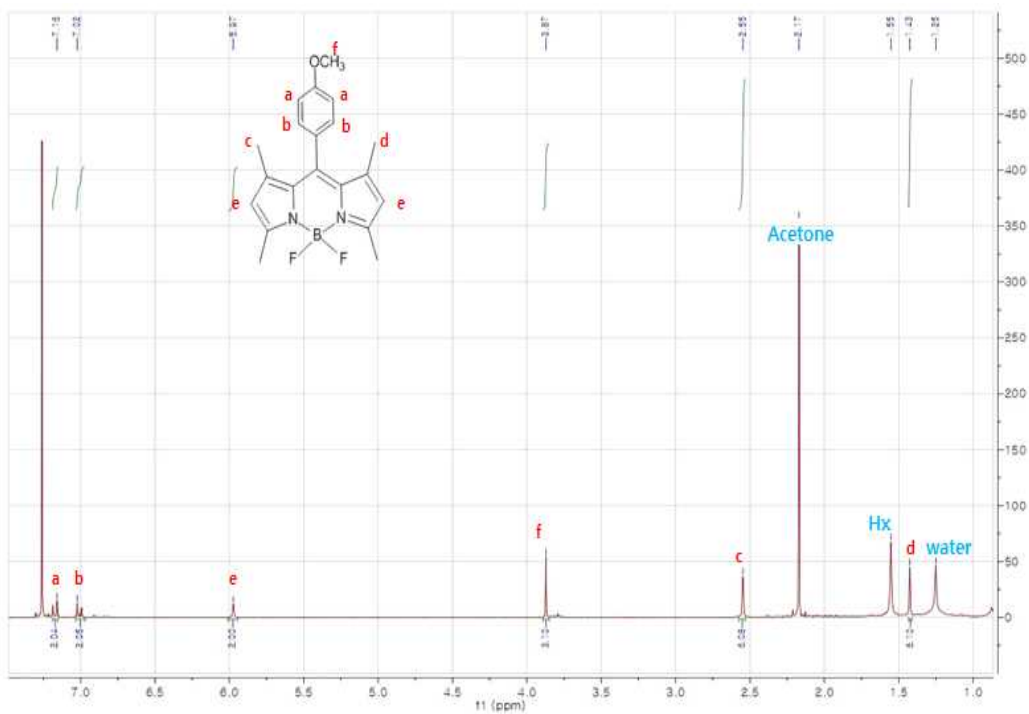 7.16 7.02 5.97 3.87 2.55 2.17 1.55 1.43 1.25
f
OCH3
a a
b b
c d
e e
N N
B
F F
Acetone
Hx
d water
f
c
a b e
500
450
400
350
300
250
200
150
100
50
0
2.04 2.05 2.00 3.10 6.08 6.10
7.0 6.5 6.0 5.5 5.0 4.5 4.0 3.5 3.0 2.5 2.0 1.5 1.0
f1 (ppm)